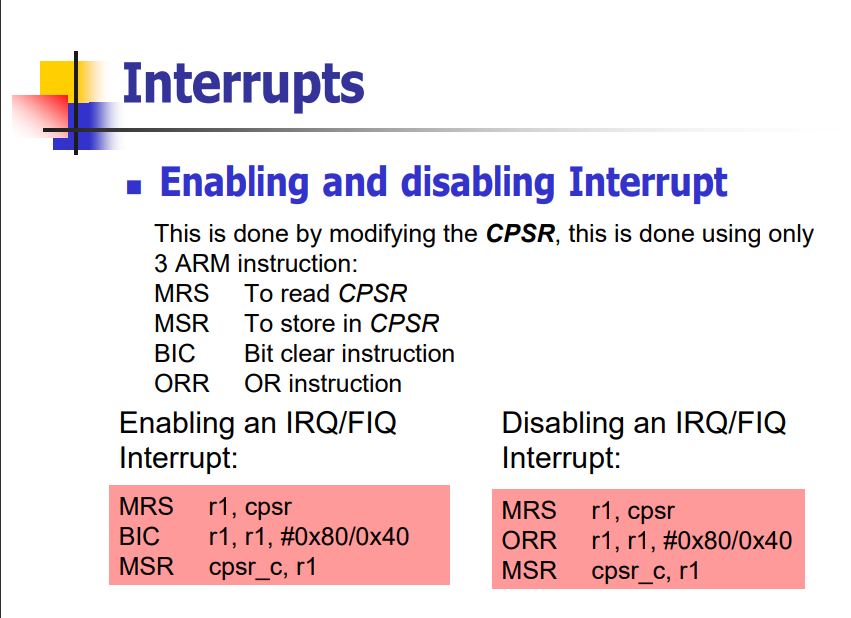 Interrupts
Enabling and disabling Interrupt
This is done by modifying the CPSR, this is done using only
3 ARM instruction:
MRS To read CPSR
MSR To store in CPSR
BIC Bit clear instruction
ORR OR instruction
Enabling an IRQ/FIQ
Interrupt:
MRS r1, cpsr
BIC r1, r1, #0x80/0x40
MSR cpsr_c, r1
Disabling an IRQ/FIQ
Interrupt:
MRS r1, cpsr
ORR r1, r1, #0x80/0x40
MSR cpsr_c, r1